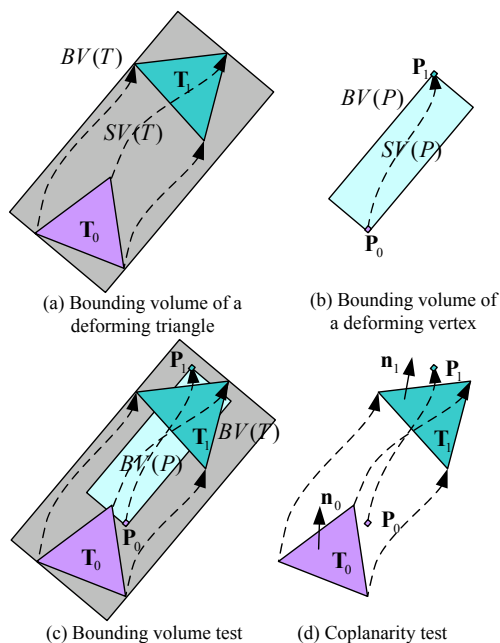 BV(T)
T₁
SV(T)
T₀
(a) Bounding volume of a
deforming triangle
P₁
BV(P)
SV(P)
P₀
(b) Bounding volume of
a deforming vertex
P₁
T₁
BV(T)
BV(P)
P₀
T₀
(c) Bounding volume test
n₁
P₁
T₁
n₀
P₀
T₀
(d) Coplanarity test